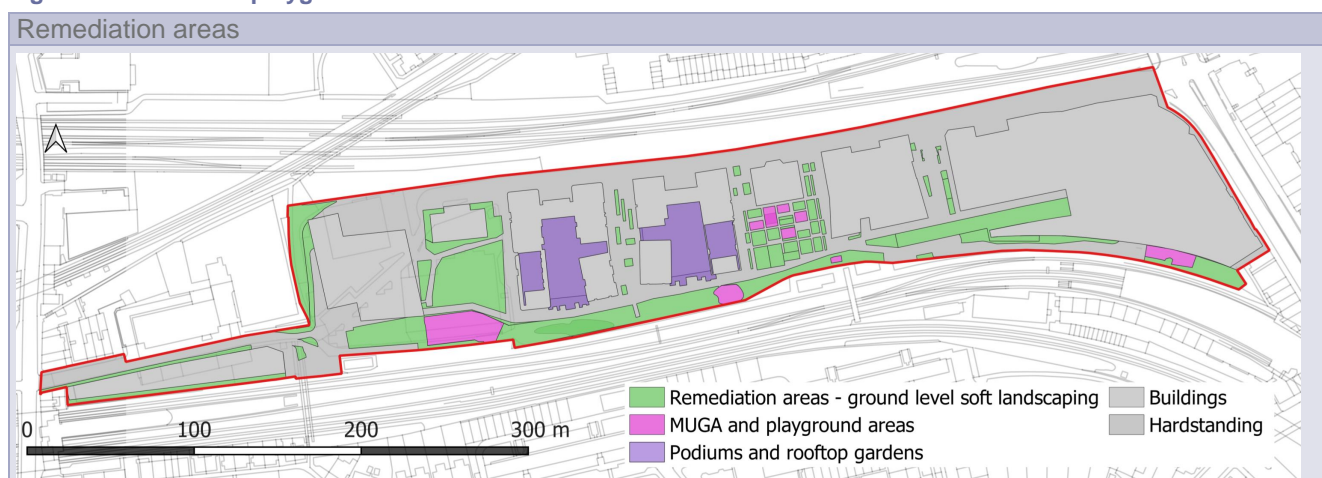 Remediation areas
Remediation areas - ground level soft landscaping
MUGA and playground areas
Podiums and rooftop gardens
Buildings
Hardstanding
0 100 200 300 m